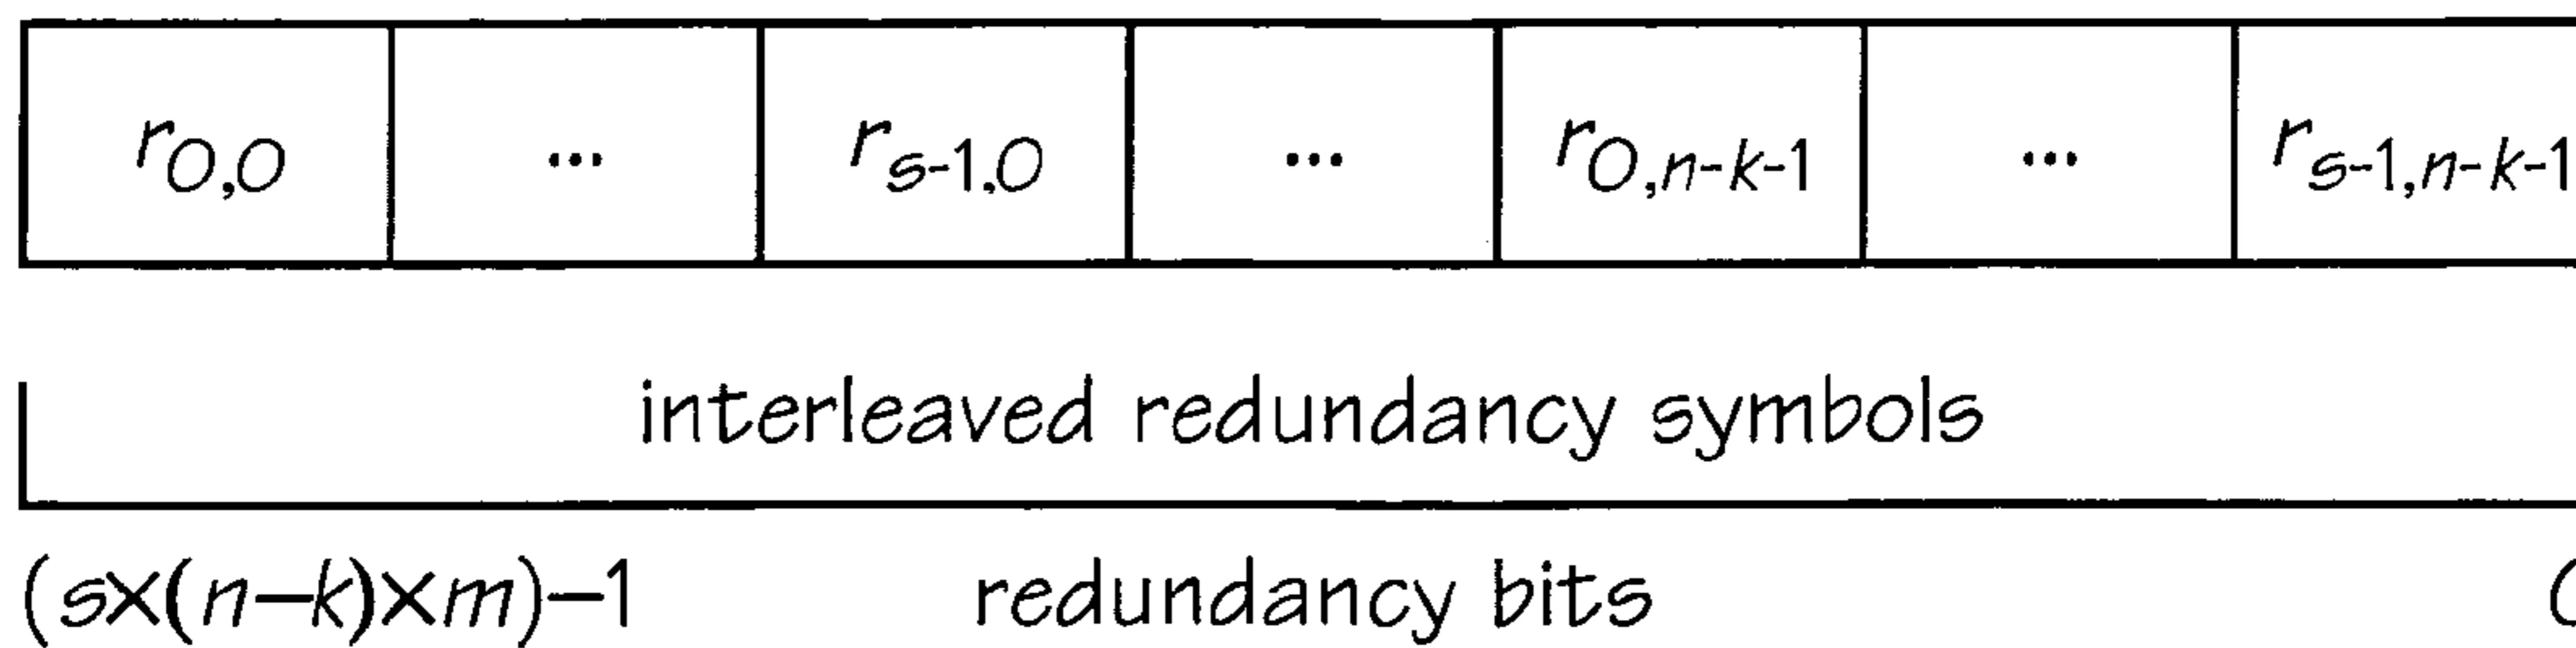 r0,0 ... rs-1,0 ... r0,n-k-1 ... rs-1,n-k-1
interleaved redundancy symbols
(s×(n−k)×m)−1 redundancy bits